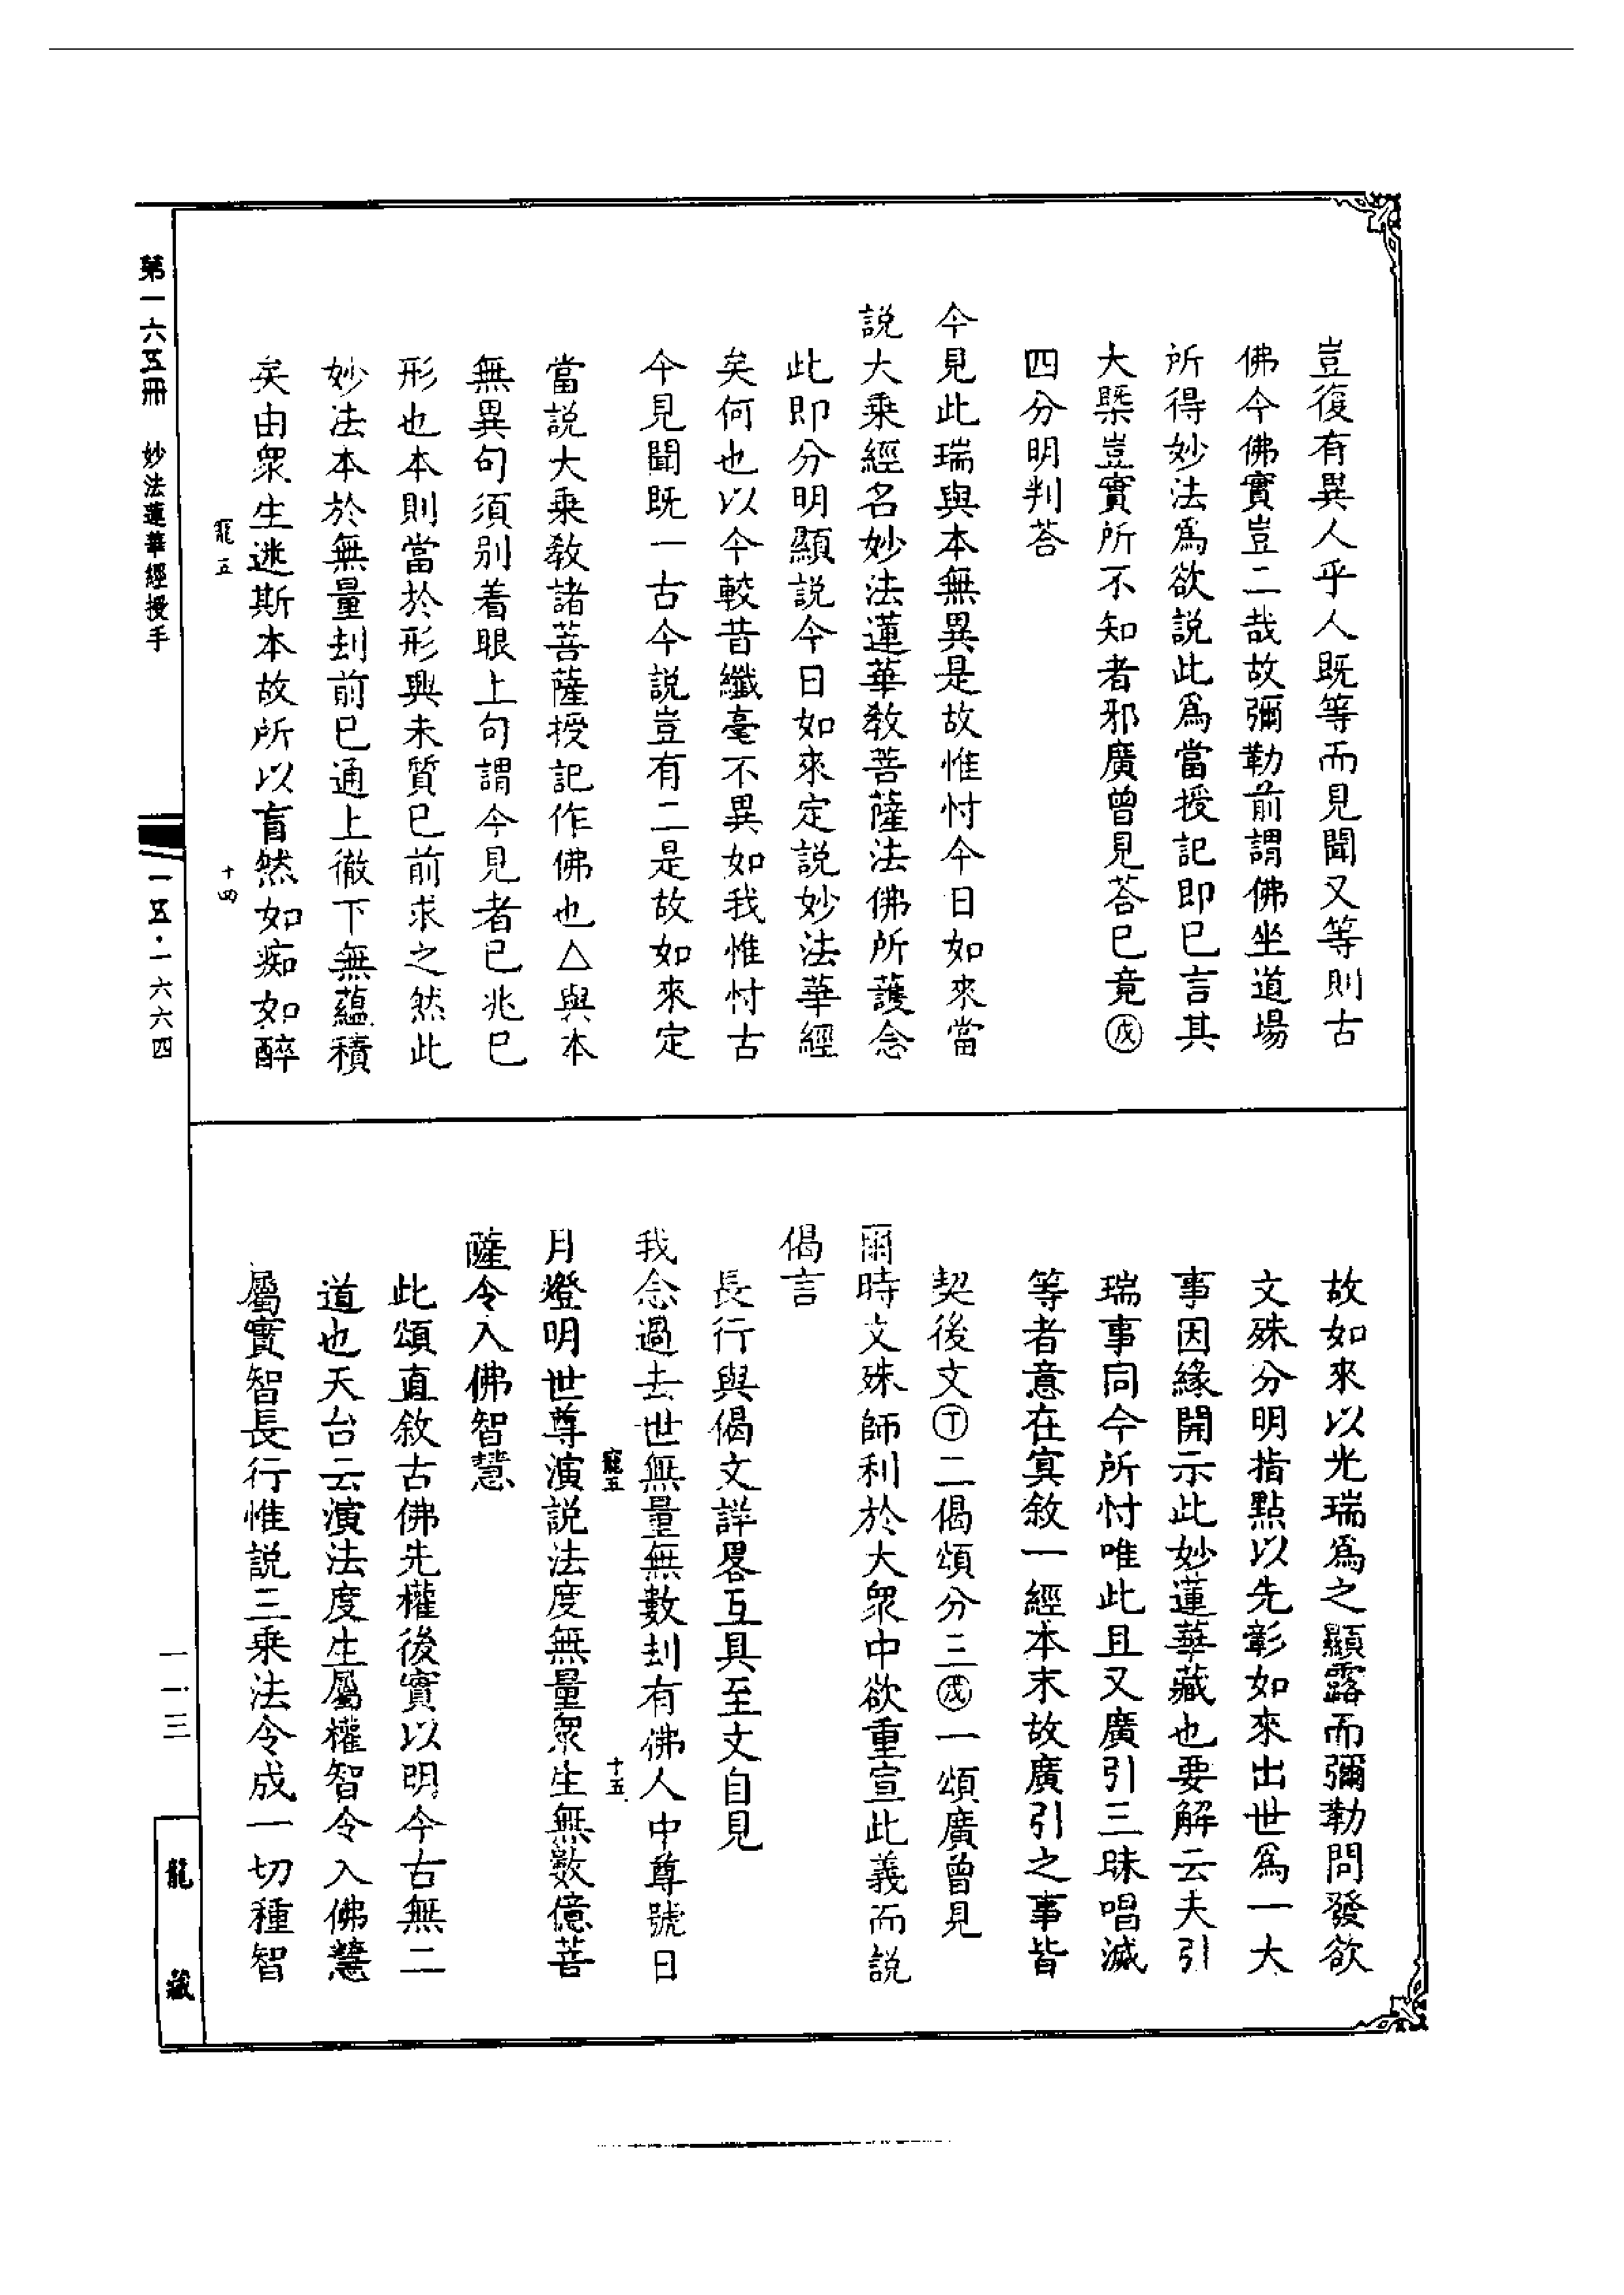 豈復有異人乎人既等而見聞又等則古
佛今佛實豈二哉故彌勒前謂佛坐道場
所得妙法爲欲説此爲當授記即已言其
大槩豈實所不知者邪廣曾見荅巳竟㊅戊
四分明判荅
今見此瑞與本無異是故惟忖今日如來當
説大乘經名妙法蓮華教菩薩法佛所護念
此即分明顯説今日如來定説妙法華經
矣何也以今較昔纖毫不異如我惟忖古
今見聞既一古今説豈有二是故如來定
當説大乘教諸菩薩授記作佛也△與本
無異句須别着眼上句謂今見者已兆已
形也本則當於形興未質已前求之然此
妙法本於無量刦前已通上徹下無蘊積
矣由衆生迷斯本故所以盲然如痴如醉
寵五
十四
故如來以光瑞爲之顯露而彌勒問發欲
文殊分明指點以先彰如來出世爲一大
事因緣開示此妙蓮華藏也要解云夫引
瑞事同今所忖唯此且又廣引三昧唱滅
等者意在寘敘一經本末故廣引之事皆
契後文丁二偈頌分三戊一頌廣曾見
爾時文殊師利於大衆中欲重宣此義而説
偈言
長行與偈文詳畧互具至文自見
我念過去世無量無數刦有佛人中尊號日
寵五
十五
月燈明世尊演説法度無量衆生無數億菩
薩令入佛智慧
此頌直敘古佛先權後實以明今古無二
道也天台云演法度生屬權智令入佛慧
屬實智長行惟説三乘法令成一切種智
第一六五冊　妙法蓮華經授手
一五·一六六四
一一三
龍藏